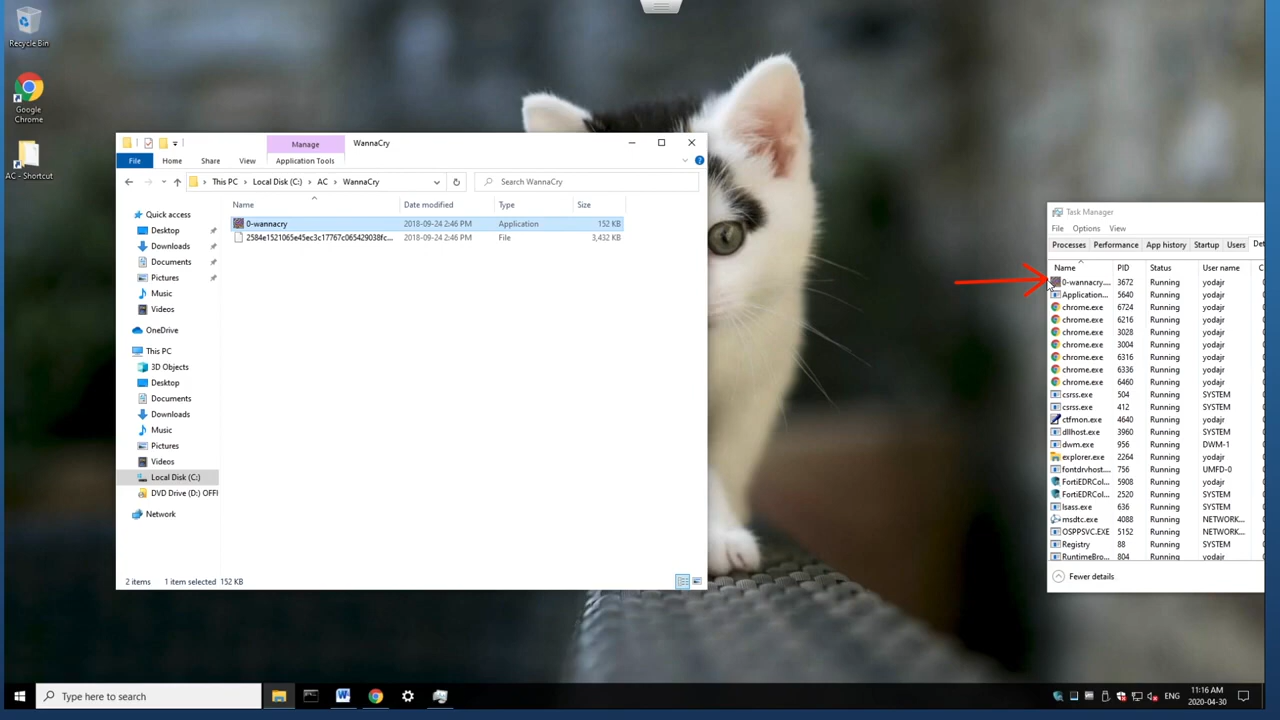 Recycle Bin
Google
Chrome
AC - Shortcut
Manage
WannaCry
File
Home
Share
View
Application Tools
This PC
Local Disk (C:)
AC
WannaCry
Search WannaCry
Name
Date modified
Type
Size
0-wannacry
2018-09-24 2:46 PM
Application
152 KB
2584e1521065e45ec3c17767c065429038fc...
2018-09-24 2:46 PM
File
3,432 KB
Quick access
Desktop
Downloads
Documents
Pictures
Music
Videos
OneDrive
This PC
3D Objects
Desktop
Documents
Downloads
Music
Pictures
Videos
Local Disk (C:)
DVD Drive (D:) OFFI
Network
2 items
1 item selected
152 KB
Task Manager
File
Options
View
Processes
Performance
App history
Startup
Users
Det
Name
PID
Status
User name
C
0-wannacry....
3672
Running
yodajr
Application...
5640
Running
yodajr
chrome.exe
6724
Running
yodajr
chrome.exe
6216
Running
yodajr
chrome.exe
3028
Running
yodajr
chrome.exe
3004
Running
yodajr
chrome.exe
6316
Running
yodajr
chrome.exe
6336
Running
yodajr
chrome.exe
6460
Running
yodajr
csrss.exe
504
Running
SYSTEM
csrss.exe
412
Running
SYSTEM
ctfmon.exe
4640
Running
yodajr
dllhost.exe
3960
Running
SYSTEM
dwm.exe
956
Running
DWM-1
explorer.exe
2264
Running
yodajr
fontdrvhost....
756
Running
UMFD-0
FortiEDRCol...
5908
Running
yodajr
FortiEDRCol...
2520
Running
SYSTEM
lsass.exe
636
Running
SYSTEM
msdtc.exe
4088
Running
NETWORK...
OSPPSVC.EXE
5152
Running
NETWORK...
Registry
88
Running
SYSTEM
RuntimeBro...
804
Running
yodajr
Fewer details
Type here to search
ENG
11:16 AM
2020-04-30